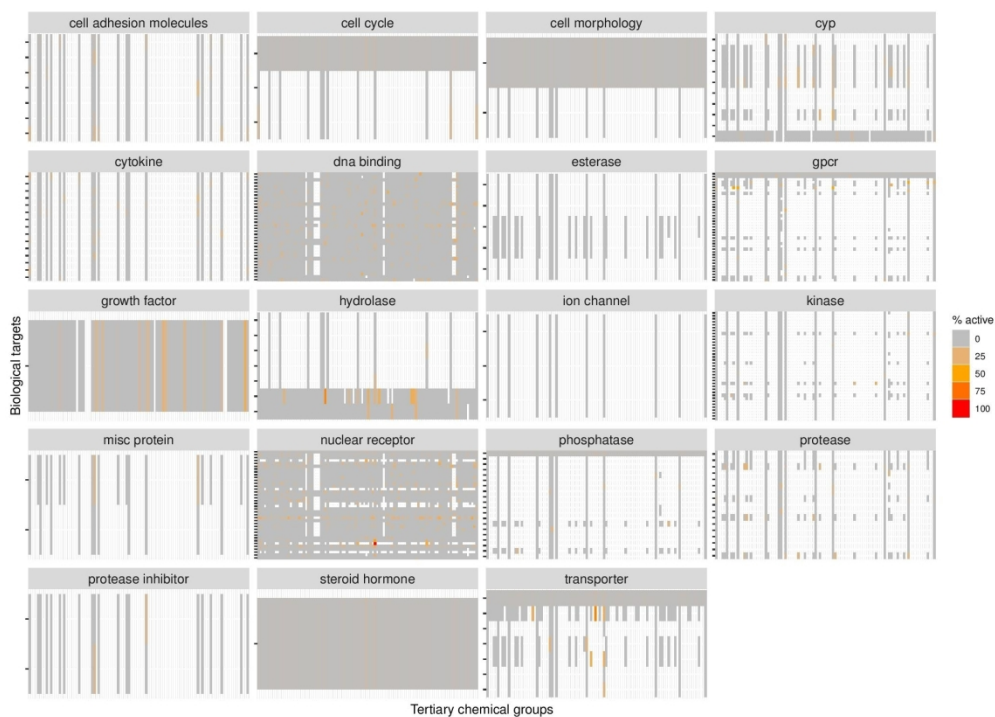 cell adhesion molecules cell cycle cell morphology cyp
cytokine dna binding esterase gpcr
growth factor hydrolase ion channel kinase
misc protein nuclear receptor phosphatase protease
protease inhibitor steroid hormone transporter
Biological targets
Tertiary chemical groups
% active
0
25
50
75
100